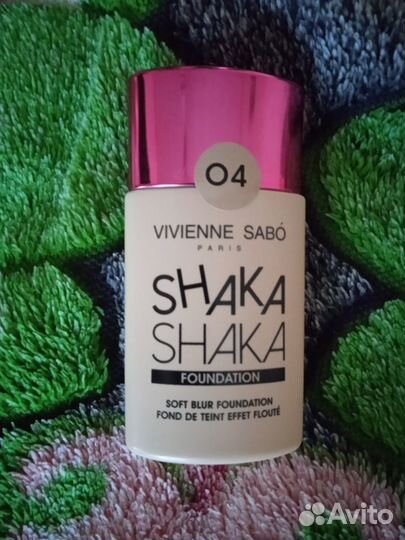 04
VIVIENNE SABÓ
PARIS
SHAKA
SHAKA
FOUNDATION
SOFT BLUR FOUNDATION
FOND DE TEINT EFFET FLOUTÉ
Avito